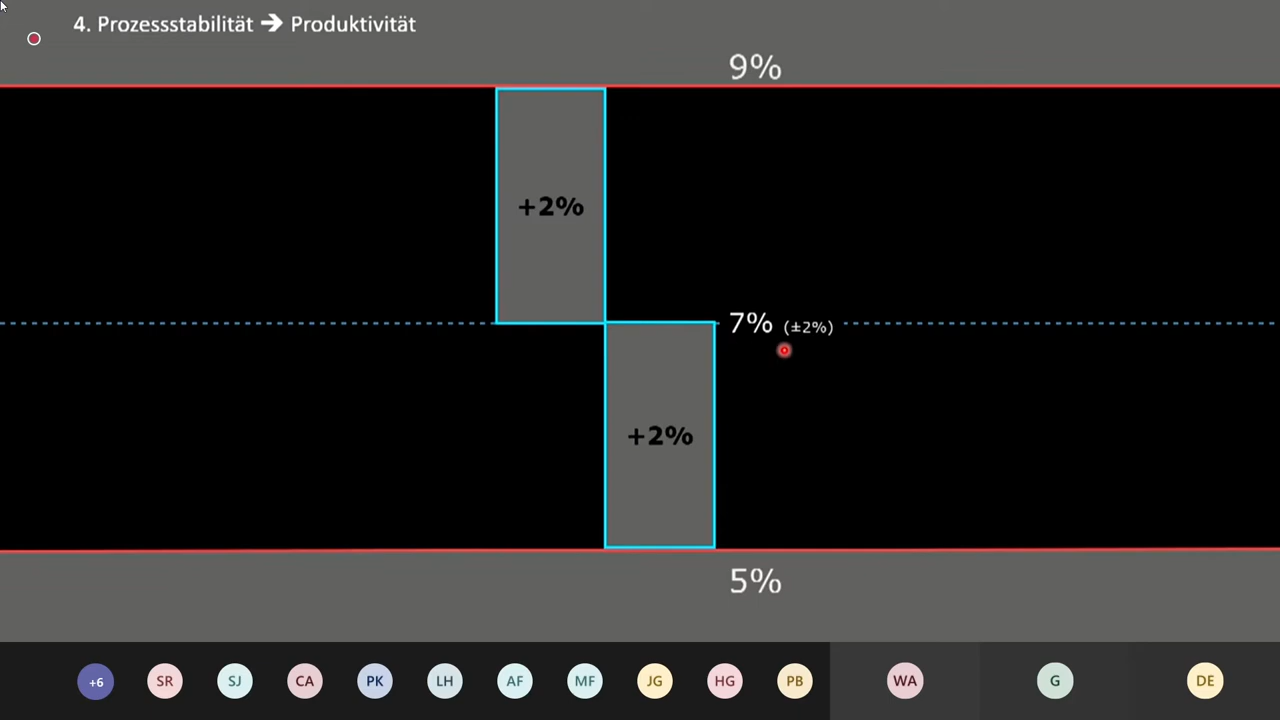 4. Prozessstabilität ➔ Produktivität
9%
+2%
7% (±2%)
+2%
5%
+6 SR SJ CA PK LH AF MF JG HG PB WA G DE